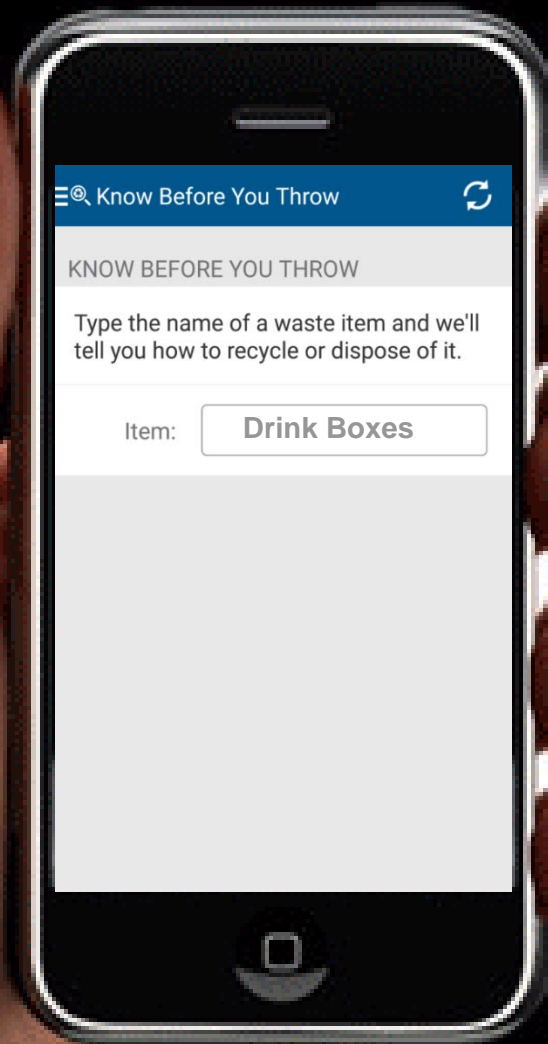 Know Before You Throw
KNOW BEFORE YOU THROW
Type the name of a waste item and we'll
tell you how to recycle or dispose of it.
Item: Drink Boxes